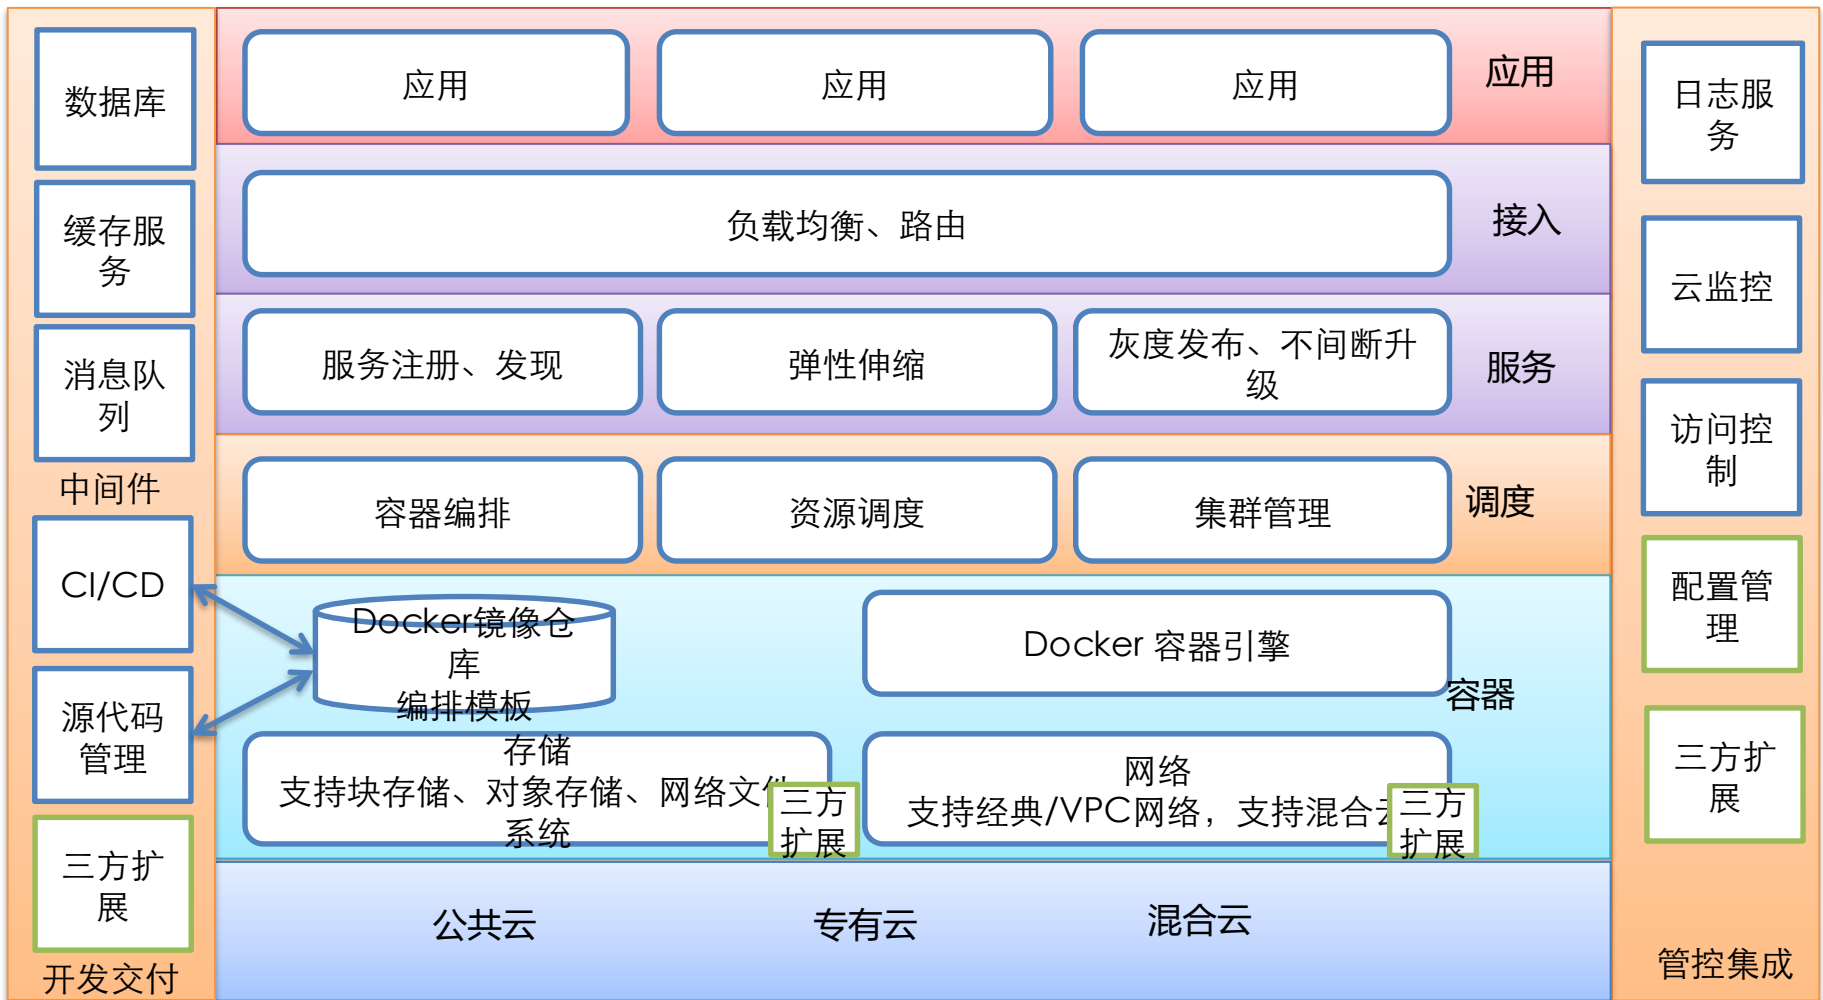 数据库
缓存服
务
消息队
列
中间件
CI/CD
源代码
管理
三方扩
展
开发交付
应用
应用
应用
应用
负载均衡、路由
接入
服务注册、发现
弹性伸缩
灰度发布、不间断升
级
服务
容器编排
资源调度
集群管理
调度
Docker镜像仓
库
编排模板
Docker 容器引擎
容器
存储
支持块存储、对象存储、网络文件
系统
三方
扩展
网络
支持经典/VPC网络，支持混合云
三方
扩展
公共云
专有云
混合云
日志服
务
云监控
访问控
制
配置管
理
三方扩
展
管控集成